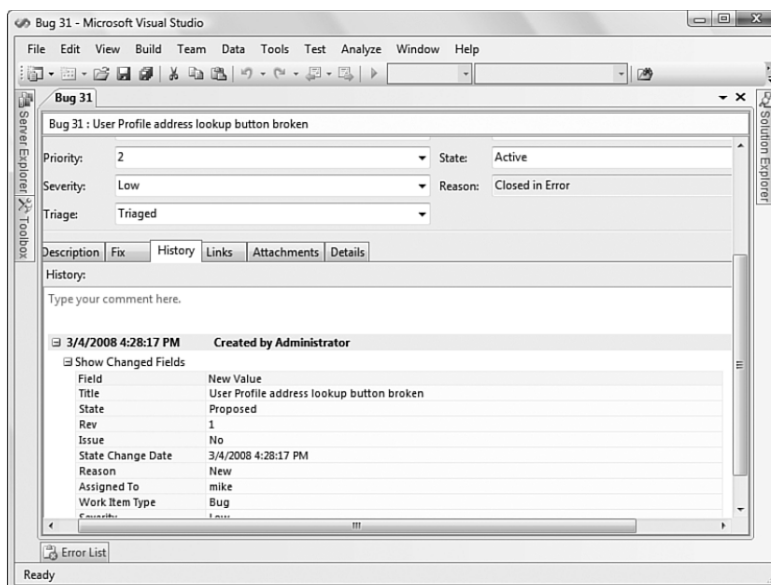 Bug 31 - Microsoft Visual Studio
File Edit View Build Team Data Tools Test Analyze Window Help
Server Explorer
Toolbox
Solution Explorer
Bug 31
Bug 31 : User Profile address lookup button broken
Priority: 2 State: Active
Severity: Low Reason: Closed in Error
Triage: Triaged
Description Fix History Links Attachments Details
History:
Type your comment here.
3/4/2008 4:28:17 PM Created by Administrator
Show Changed Fields
Field New Value
Title User Profile address lookup button broken
State Proposed
Rev 1
Issue No
State Change Date 3/4/2008 4:28:17 PM
Reason New
Assigned To mike
Work Item Type Bug
Severity Low
Error List
Ready